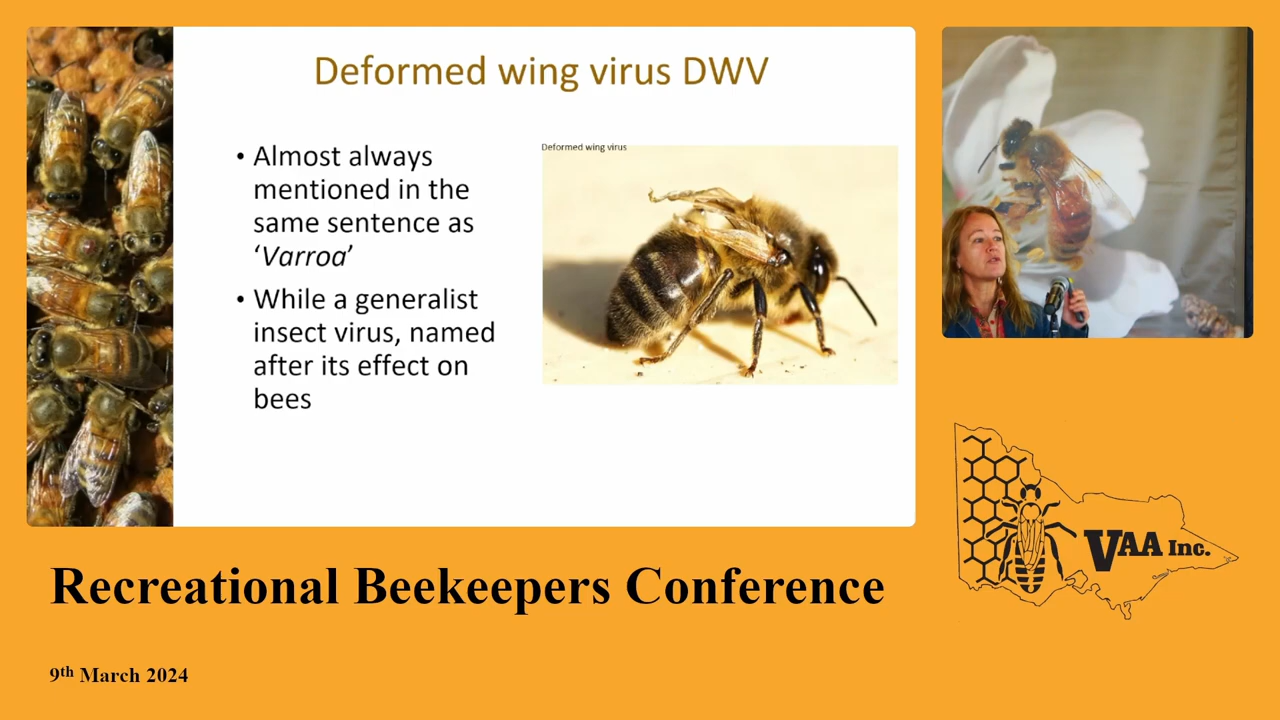 Deformed wing virus DWV
• Almost always
mentioned in the
same sentence as
‘Varroa’
• While a generalist
insect virus, named
after its effect on
bees
Deformed wing virus
VAA Inc.
Recreational Beekeepers Conference
9th March 2024